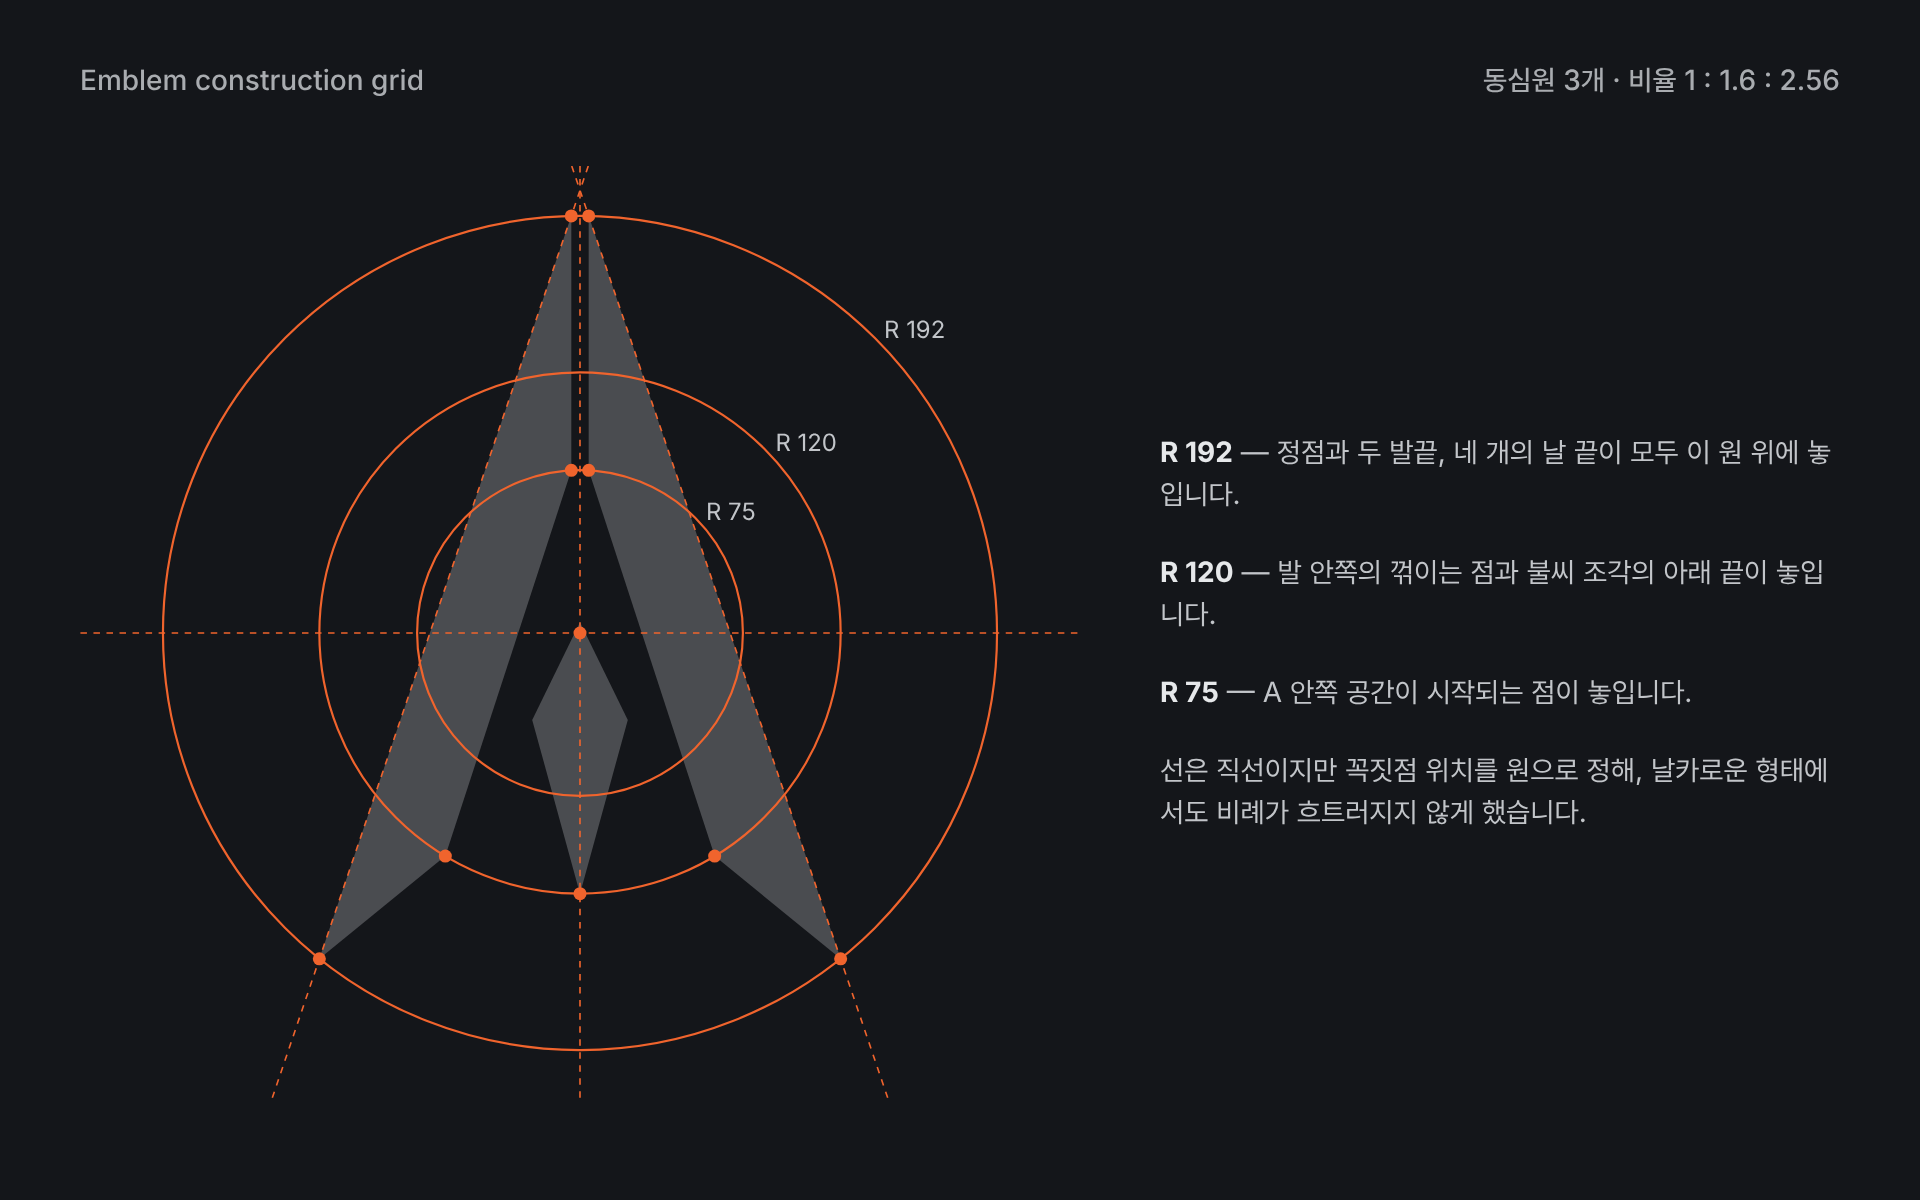 Emblem construction grid
동심원 3개 · 비율 1 : 1.6 : 2.56
R 192
R 120
R 75
R 192 — 정점과 두 발끝, 네 개의 날 끝이 모두 이 원 위에 놓
입니다.
R 120 — 발 안쪽의 꺾이는 점과 불씨 조각의 아래 끝이 놓입
니다.
R 75 — A 안쪽 공간이 시작되는 점이 놓입니다.
선은 직선이지만 꼭짓점 위치를 원으로 정해, 날카로운 형태에
서도 비례가 흐트러지지 않게 했습니다.